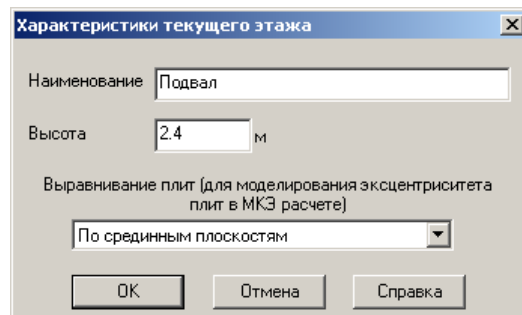 Характеристики текущего этажа
Наименование Подвал
Высота 2.4 м
Выравнивание плит (для моделирования эксцентриситета
плит в МКЭ расчете)
По срединным плоскостям
ОК Отмена Справка